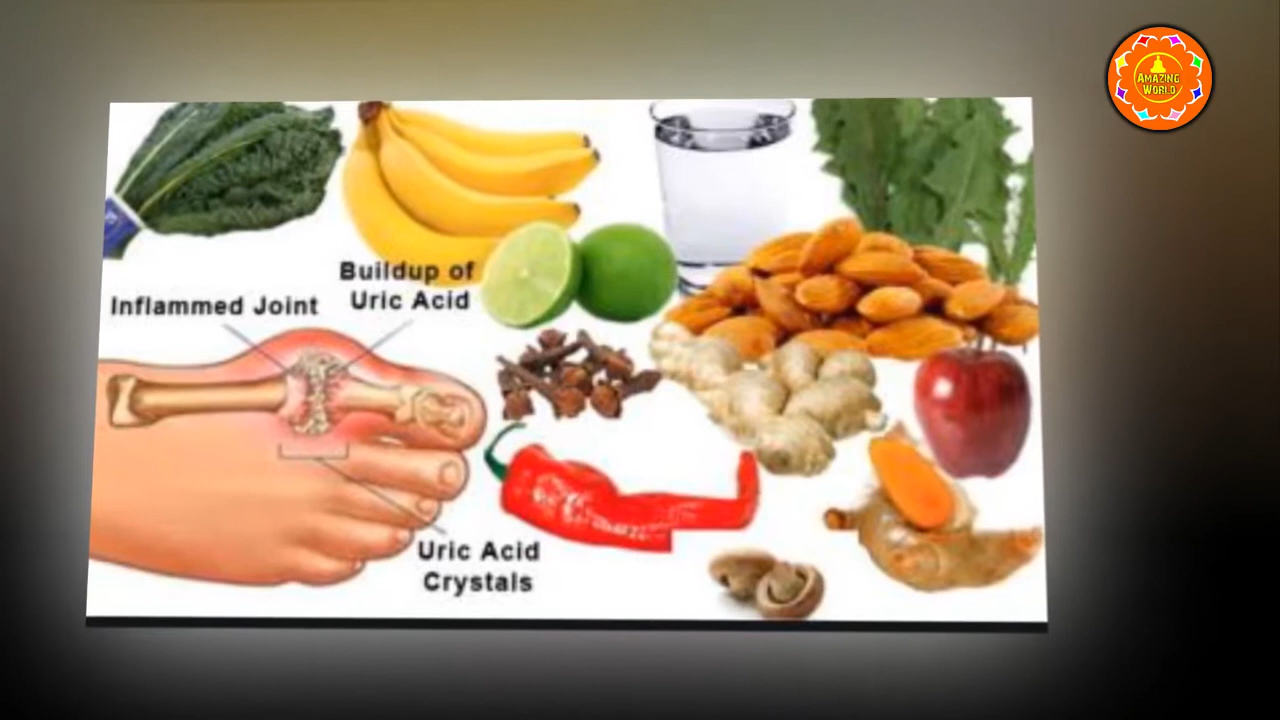 AMAZING
WORLD
Buildup of
Uric Acid
Inflammed Joint
Uric Acid
Crystals